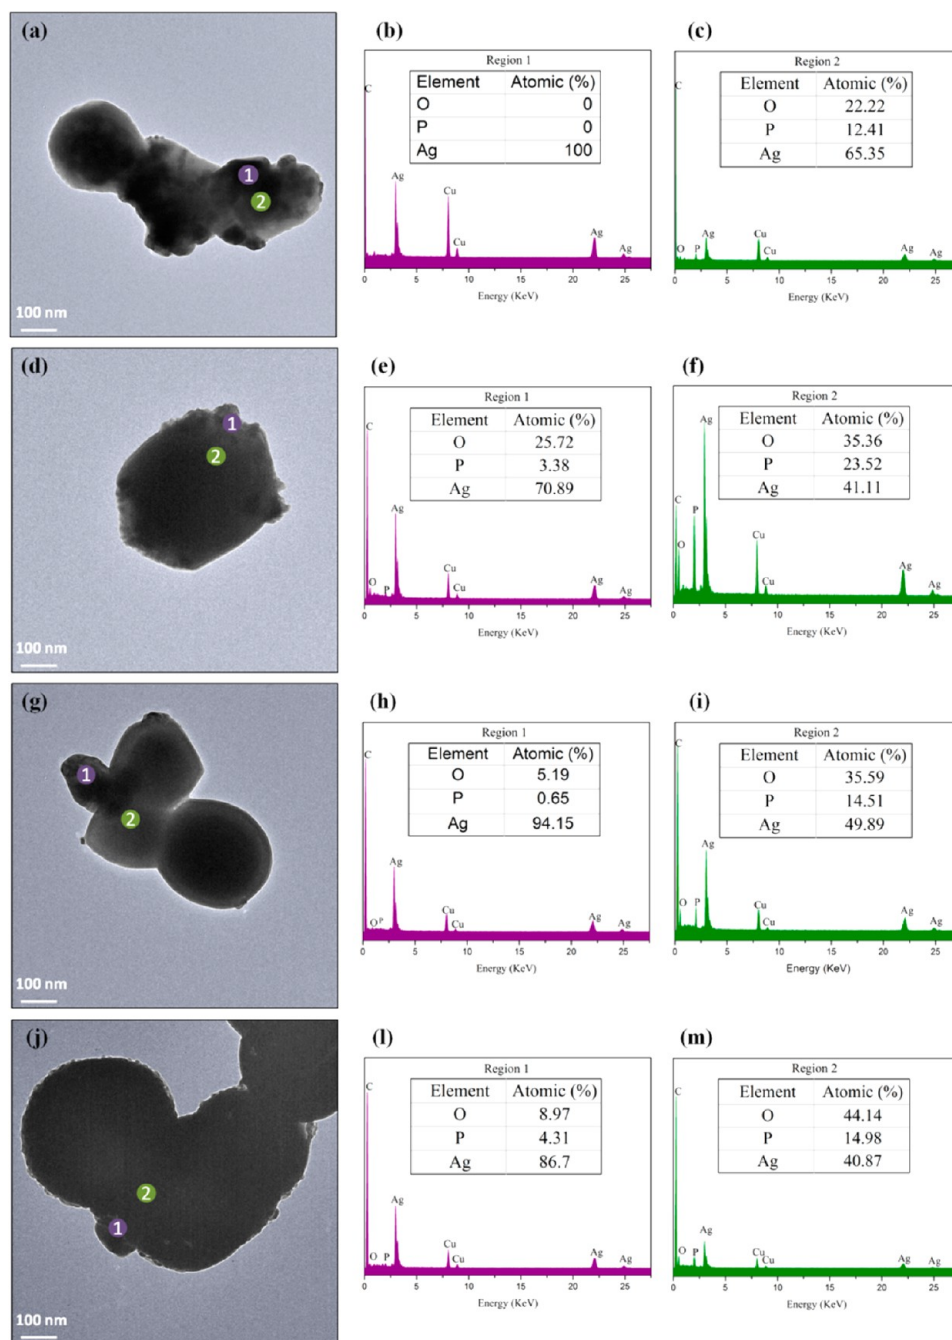 (a)
1
2
100 nm
(b)
Region 1
Element Atomic (%)
O 0
P 0
Ag 100
C
Ag
Cu
Cu
Ag
Ag
0 5 10 15 20 25
Energy (KeV)
(c)
Region 2
Element Atomic (%)
O 22.22
P 12.41
Ag 65.35
C
O
P
Ag
Cu
Cu
Ag
Ag
0 5 10 15 20 25
Energy (KeV)
(d)
1
2
100 nm
(e)
Region 1
Element Atomic (%)
O 25.72
P 3.38
Ag 70.89
C
O
P
Ag
Cu
Cu
Ag
Ag
0 5 10 15 20 25
Energy (KeV)
(f)
Region 2
Element Atomic (%)
O 35.36
P 23.52
Ag 41.11
C
O
P
Ag
Cu
Cu
Ag
Ag
0 5 10 15 20 25
Energy (KeV)
(g)
1
2
100 nm
(h)
Region 1
Element Atomic (%)
O 5.19
P 0.65
Ag 94.15
C
O
P
Ag
Cu
Cu
Ag
Ag
0 5 10 15 20 25
Energy (KeV)
(i)
Region 2
Element Atomic (%)
O 35.59
P 14.51
Ag 49.89
C
O
P
Ag
Cu
Cu
Ag
Ag
0 5 10 15 20 25
Energy (KeV)
(j)
2
1
100 nm
(l)
Region 1
Element Atomic (%)
O 8.97
P 4.31
Ag 86.7
C
O
P
Ag
Cu
Cu
Ag
Ag
0 5 10 15 20 25
Energy (KeV)
(m)
Region 2
Element Atomic (%)
O 44.14
P 14.98
Ag 40.87
C
O
P
Ag
Cu
Cu
Ag
Ag
0 5 10 15 20 25
Energy (KeV)